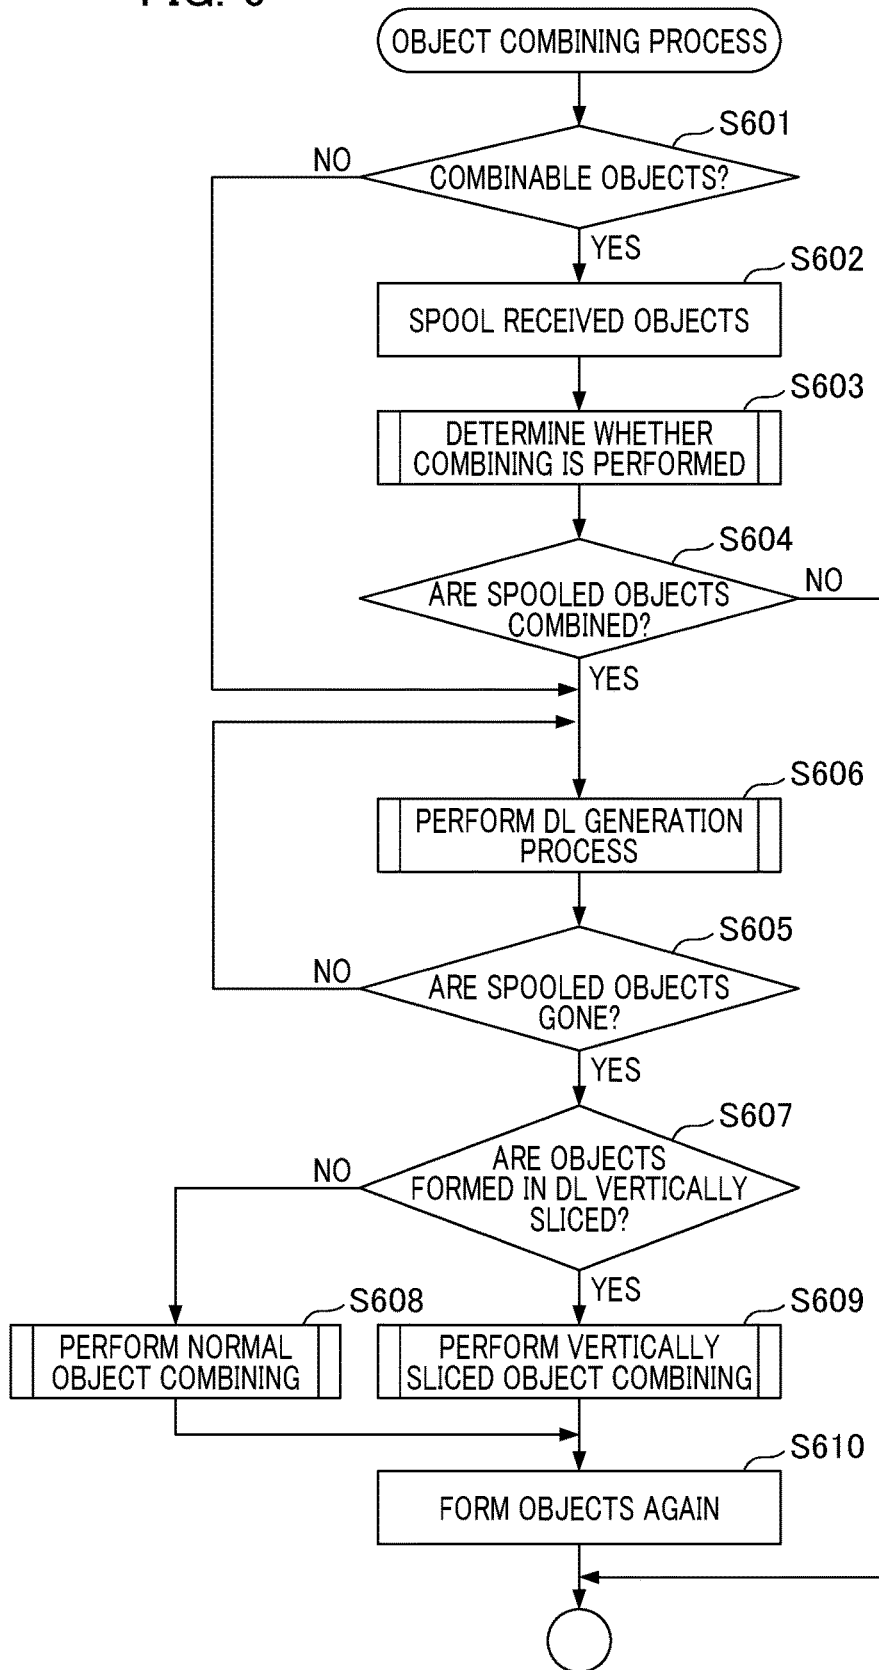 OBJECT COMBINING PROCESS
S601
NO
COMBINABLE OBJECTS?
YES
S602
SPOOL RECEIVED OBJECTS
S603
DETERMINE WHETHER
COMBINING IS PERFORMED
S604
NO
ARE SPOOLED OBJECTS
COMBINED?
YES
S606
PERFORM DL GENERATION
PROCESS
S605
NO
ARE SPOOLED OBJECTS
GONE?
YES
S607
NO
ARE OBJECTS
FORMED IN DL VERTICALLY
SLICED?
YES
S608
PERFORM NORMAL
OBJECT COMBINING
S609
PERFORM VERTICALLY
SLICED OBJECT COMBINING
S610
FORM OBJECTS AGAIN